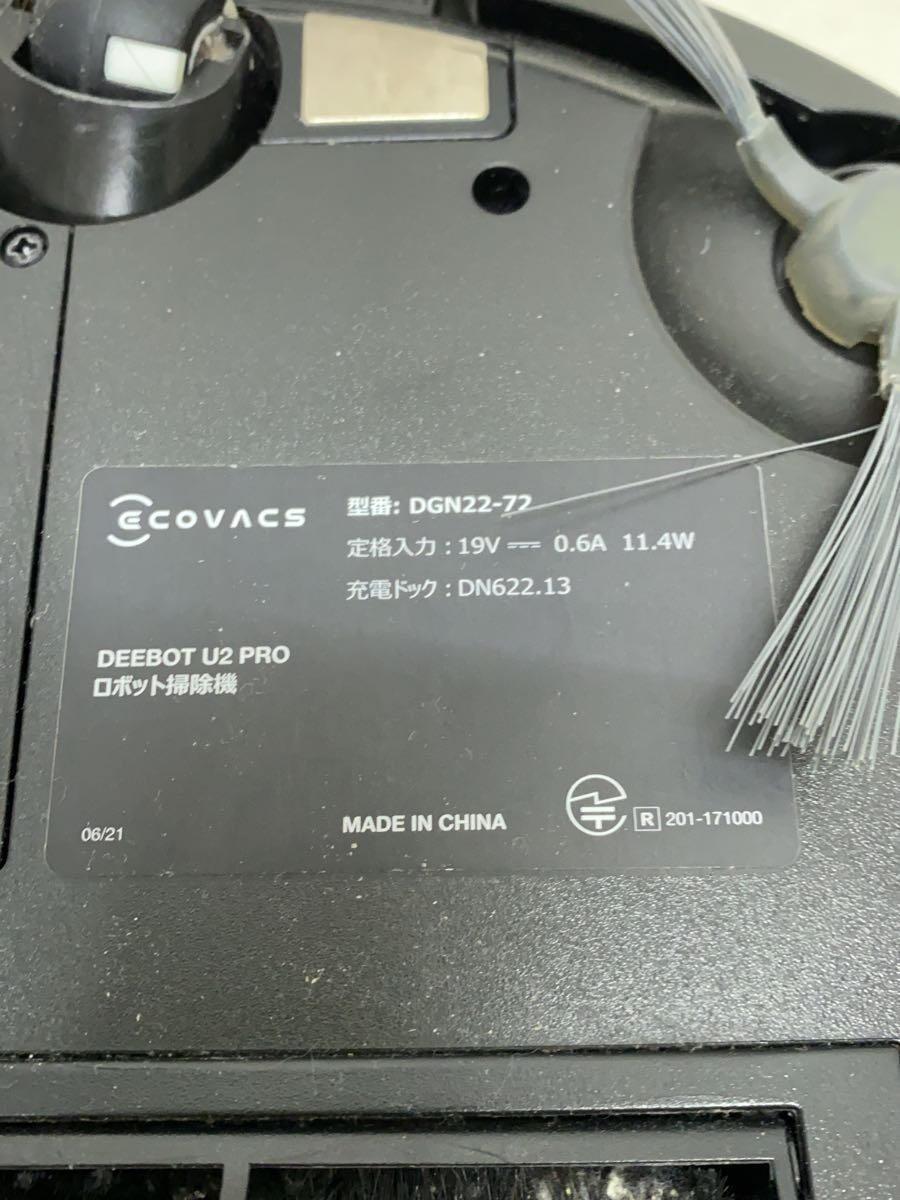 ECOVACS
型番: DGN22-72
定格入力 : 19V ⎓ 0.6A 11.4W
充電ドック : DN622.13
DEEBOT U2 PRO
ロボット掃除機
06/21
MADE IN CHINA
R 201-171000